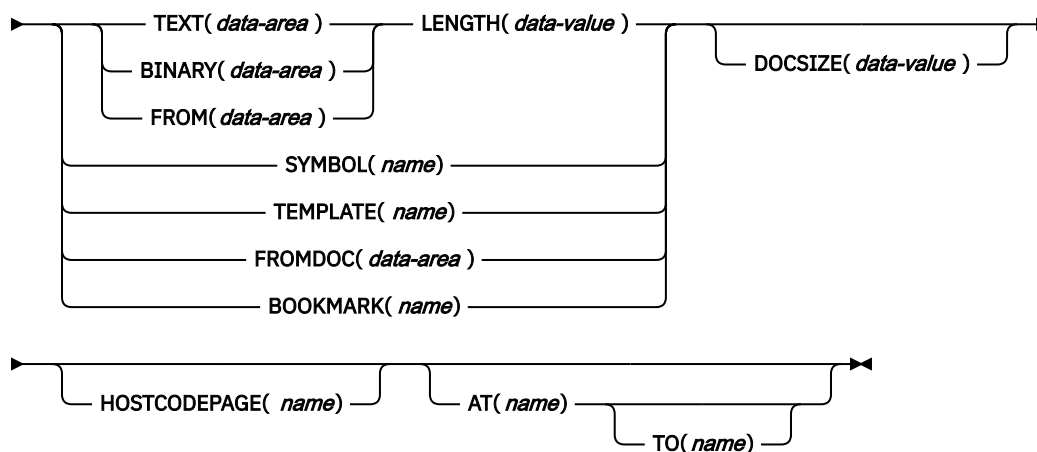 TEXT( data-area ) LENGTH( data-value )
BINARY( data-area ) DOCSIZE( data-value )
FROM( data-area )
SYMBOL( name)
TEMPLATE( name)
FROMDOC( data-area )
BOOKMARK( name)
HOSTCODEPAGE( name) AT(name)
TO(name)